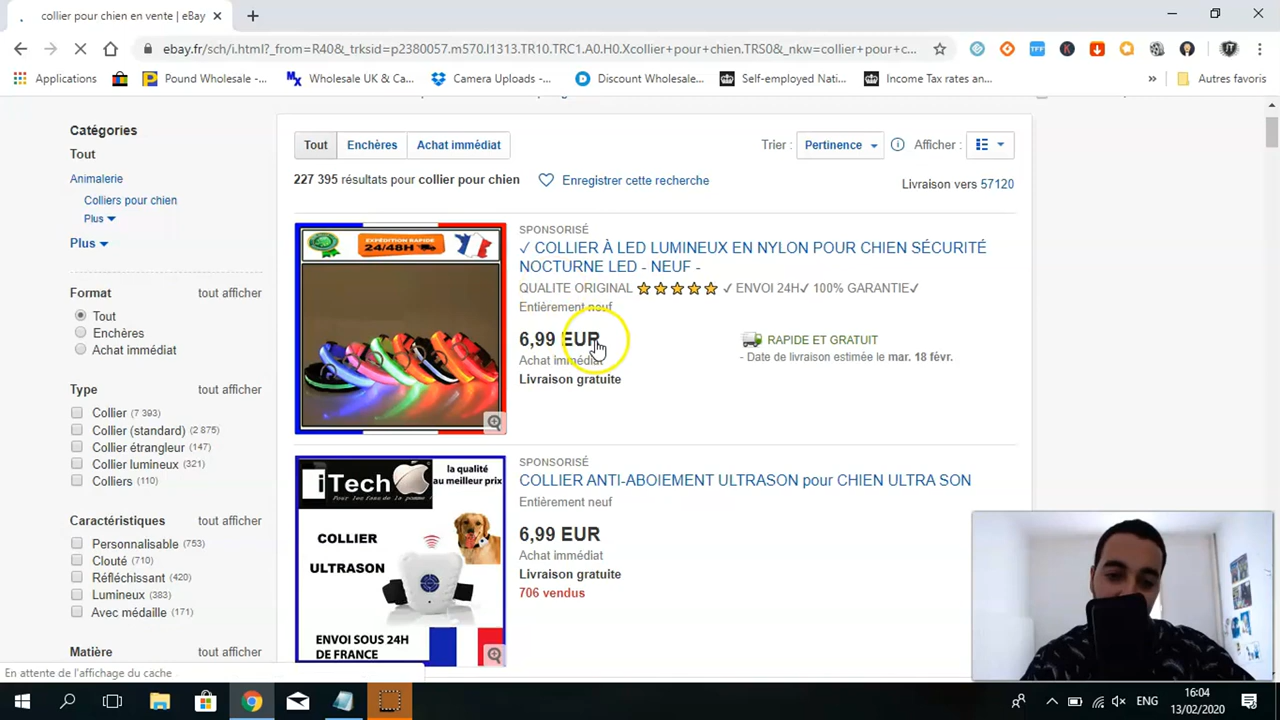 collier pour chien en vente | eBay
ebay.fr/sch/i.html?_from=R40&_trksid=p2380057.m570.l1313.TR10.TRC1.A0.H0.Xcollier+pour+chien.TRS0&_nkw=collier+pour+c...
Applications
Pound Wholesale -...
Wholesale UK & Ca...
Camera Uploads -...
Discount Wholesale...
Self-employed Nati...
Income Tax rates an...
»
Autres favoris
Catégories
Tout
Animalerie
Colliers pour chien
Plus
Plus
Format
tout afficher
Tout
Enchères
Achat immédiat
Type
tout afficher
Collier (7 393)
Collier (standard) (2 875)
Collier étrangleur (147)
Collier lumineux (321)
Colliers (110)
Caractéristiques
tout afficher
Personnalisable (753)
Clouté (710)
Réfléchissant (420)
Lumineux (383)
Avec médaille (171)
Matière
tout afficher
Tout
Enchères
Achat immédiat
Trier :
Pertinence
Afficher :
227 395 résultats pour collier pour chien
Enregistrer cette recherche
Livraison vers 57120
EXPÉDITION RAPIDE
24/48H
SPONSORISÉ
✓ COLLIER À LED LUMINEUX EN NYLON POUR CHIEN SÉCURITÉ
NOCTURNE LED - NEUF -
QUALITE ORIGINAL ⭐⭐⭐⭐⭐ ✓ ENVOI 24H✓ 100% GARANTIE✓
Entièrement neuf
6,99 EUR
Achat immédiat
Livraison gratuite
RAPIDE ET GRATUIT
- Date de livraison estimée le mar. 18 févr.
iTech
Pour les fans de la pomme !
la qualité
au meilleur prix
COLLIER
ULTRASON
ENVOI SOUS 24H
DE FRANCE
SPONSORISÉ
COLLIER ANTI-ABOIEMENT ULTRASON pour CHIEN ULTRA SON
Entièrement neuf
6,99 EUR
Achat immédiat
Livraison gratuite
706 vendus
En attente de l'affichage du cache
ENG
16:04
13/02/2020